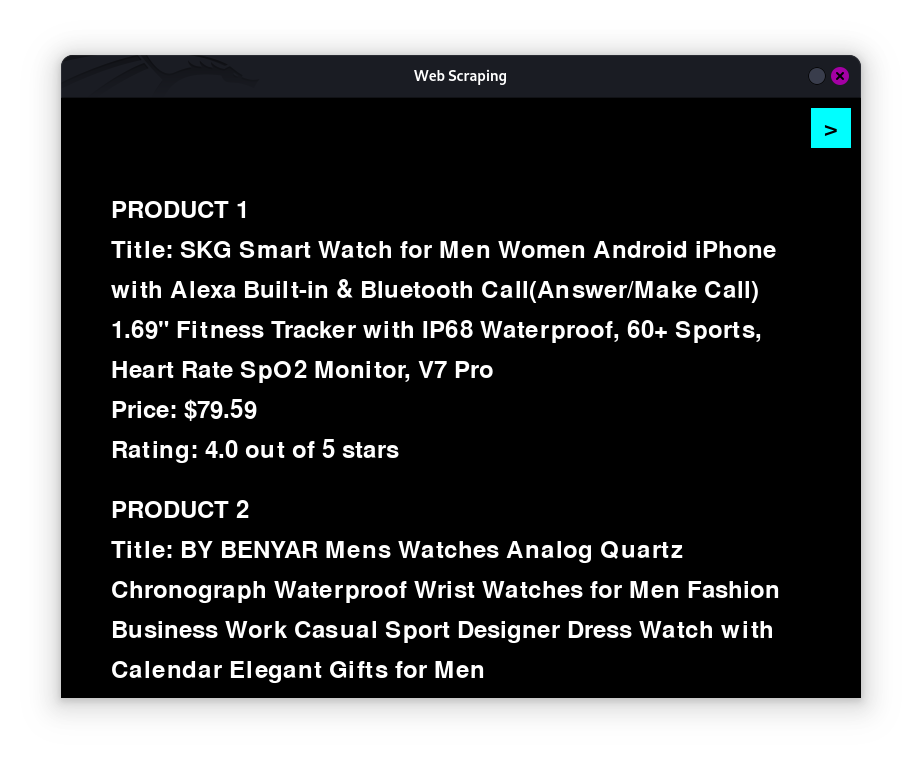 Web Scraping
>
PRODUCT 1
Title: SKG Smart Watch for Men Women Android iPhone
with Alexa Built-in & Bluetooth Call(Answer/Make Call)
1.69" Fitness Tracker with IP68 Waterproof, 60+ Sports,
Heart Rate SpO2 Monitor, V7 Pro
Price: $79.59
Rating: 4.0 out of 5 stars
PRODUCT 2
Title: BY BENYAR Mens Watches Analog Quartz
Chronograph Waterproof Wrist Watches for Men Fashion
Business Work Casual Sport Designer Dress Watch with
Calendar Elegant Gifts for Men